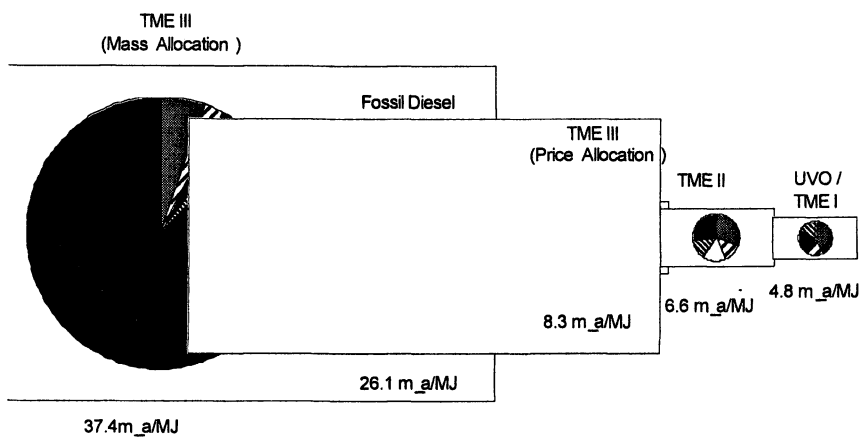 TME III
(Mass Allocation )
Fossil Diesel
TME III
(Price Allocation )
TME II
UVO /
TME I
4.8 m_a/MJ
6.6 m_a/MJ
8.3 m_a/MJ
26.1 m_a/MJ
37.4m_a/MJ